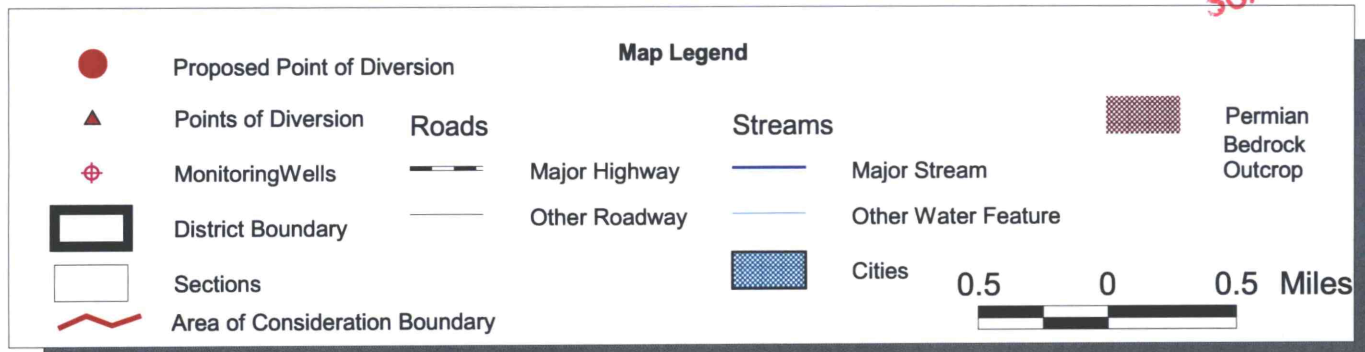 Map Legend
Proposed Point of Diversion
Points of Diversion
MonitoringWells
District Boundary
Sections
Area of Consideration Boundary
Roads
Major Highway
Other Roadway
Streams
Major Stream
Other Water Feature
Cities
Permian
Bedrock
Outcrop
0.5 0 0.5 Miles